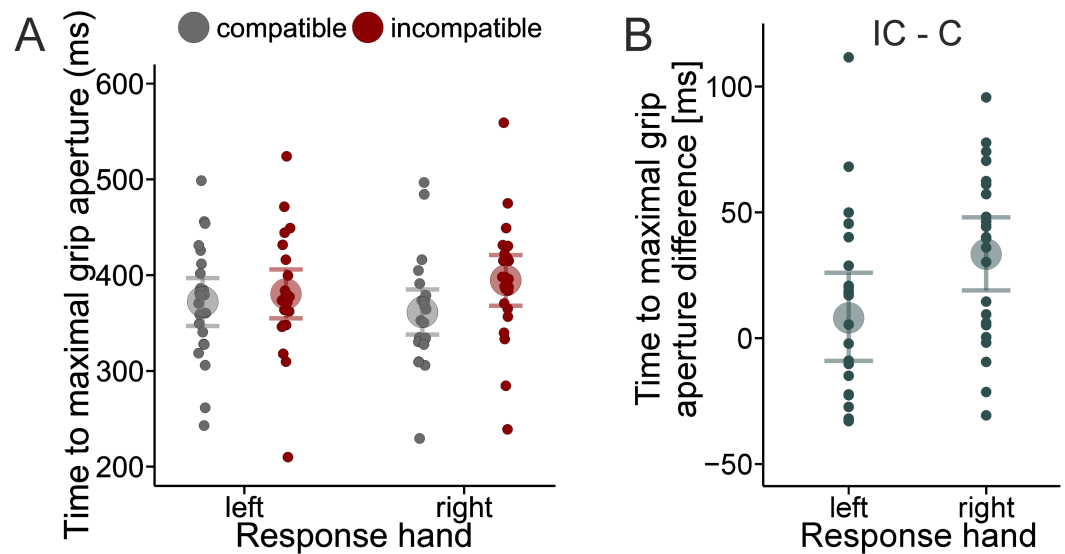 A
compatible
incompatible
Time to maximal grip aperture (ms)
600
500
400
300
200
left
right
Response hand
B
IC - C
Time to maximal grip
aperture difference [ms]
100
50
0
−50
left
right
Response hand